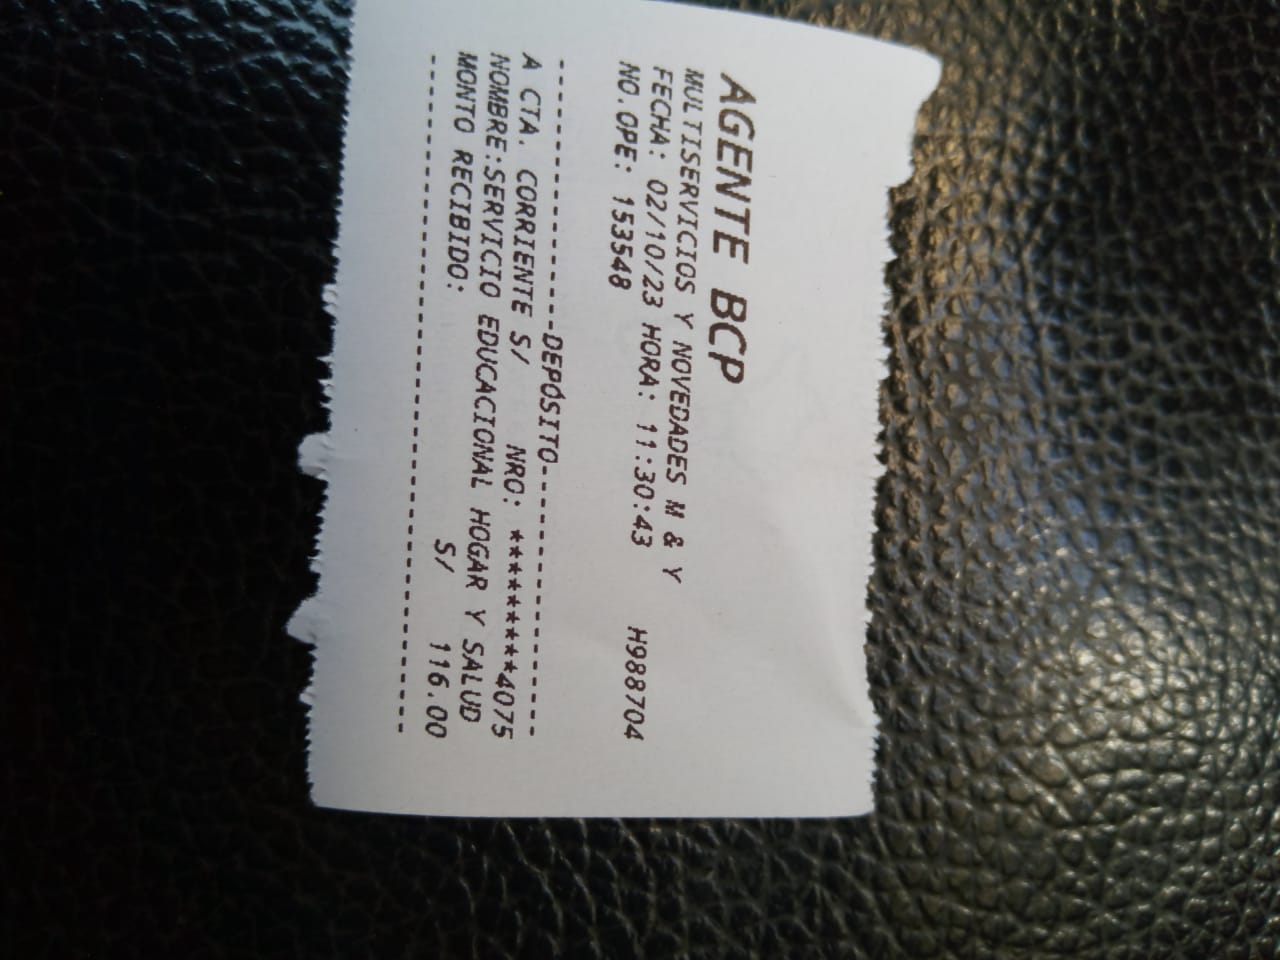 AGENTE BCP
MULTISERVICIOS Y NOVEDADES M & Y
FECHA: 02/10/23 HORA: 11:30:43 H988704
NO.OPE: 153548
--------------DEPÓSITO--------------
A CTA. CORRIENTE S/ NRO: **********4075
NOMBRE:SERVICIO EDUCACIONAL HOGAR Y SALUD
MONTO RECIBIDO: S/ 116.00
----------------------------------------